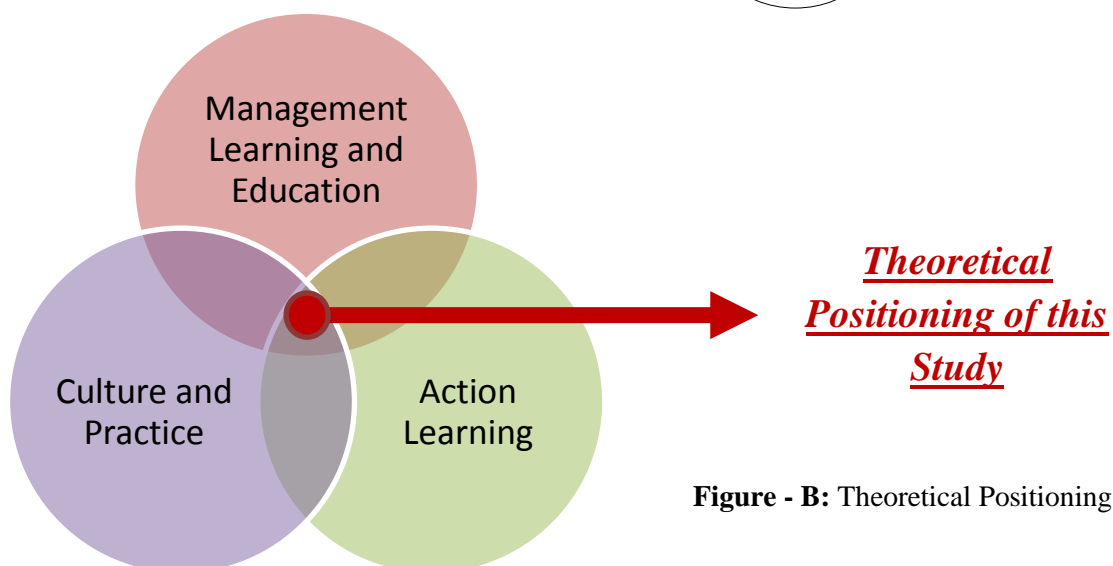 Management
Learning and
Education
Culture and
Practice
Action
Learning
Theoretical
Positioning of this
Study
Figure - B: Theoretical Positioning